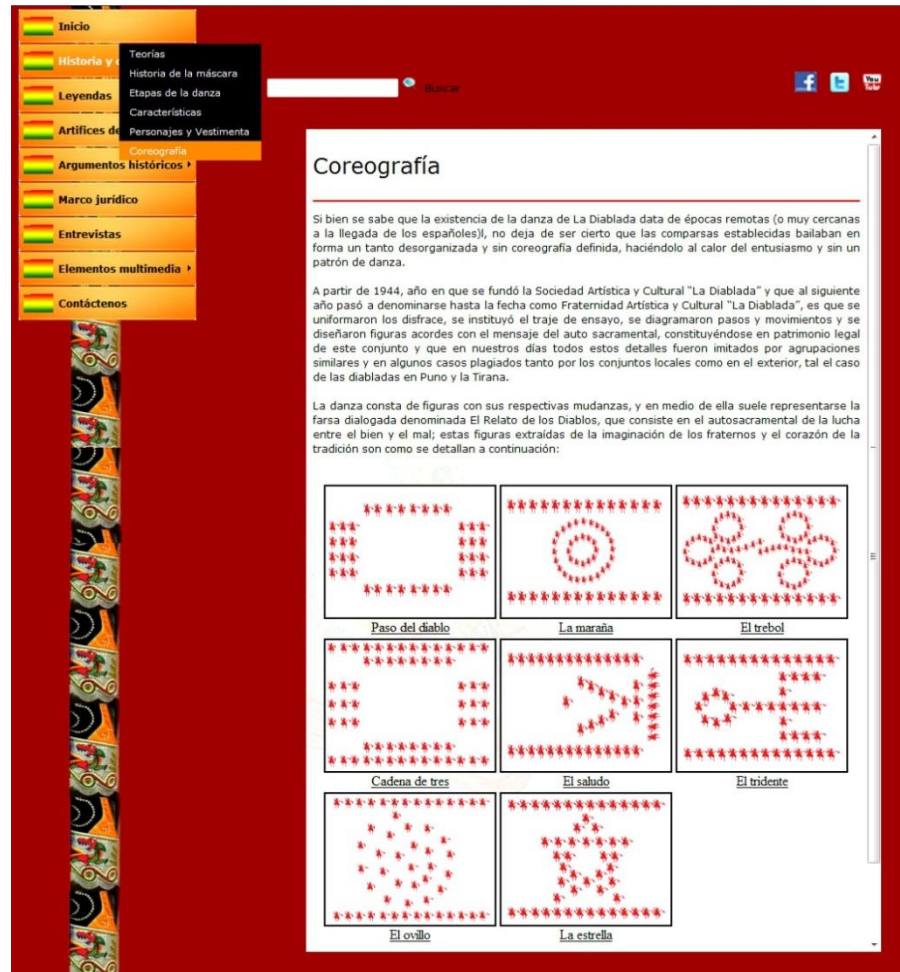 Inicio
Historia y
Leyendas
Artífices de
Argumentos históricos
Marco jurídico
Entrevistas
Elementos multimedia
Contáctenos
Teorías
Historia de la máscara
Etapas de la danza
Características
Personajes y Vestimenta
Coreografía
Buscar
You
Tube
Coreografía
Si bien se sabe que la existencia de la danza de La Diablada data de épocas remotas (o muy cercanas
a la llegada de los españoles)l, no deja de ser cierto que las comparsas establecidas bailaban en
forma un tanto desorganizada y sin coreografía definida, haciéndolo al calor del entusiasmo y sin un
patrón de danza.
A partir de 1944, año en que se fundó la Sociedad Artística y Cultural "La Diablada" y que al siguiente
año pasó a denominarse hasta la fecha como Fraternidad Artística y Cultural "La Diablada", es que se
uniformaron los disfrace, se instituyó el traje de ensayo, se diagramaron pasos y movimientos y se
diseñaron figuras acordes con el mensaje del auto sacramental, constituyéndose en patrimonio legal
de este conjunto y que en nuestros días todos estos detalles fueron imitados por agrupaciones
similares y en algunos casos plagiados tanto por los conjuntos locales como en el exterior, tal el caso
de las diabladas en Puno y la Tirana.
La danza consta de figuras con sus respectivas mudanzas, y en medio de ella suele representarse la
farsa dialogada denominada El Relato de los Diablos, que consiste en el autosacramental de la lucha
entre el bien y el mal; estas figuras extraídas de la imaginación de los fraternos y el corazón de la
tradición son como se detallan a continuación:
Paso del diablo
La maraña
El trebol
Cadena de tres
El saludo
El tridente
El ovillo
La estrella